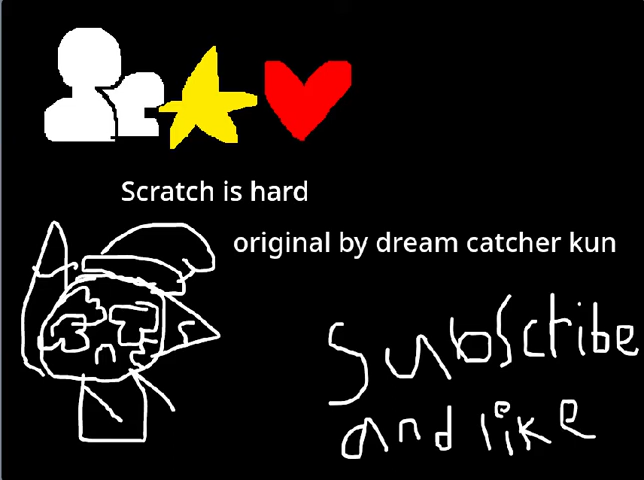 Scratch is hard
original by dream catcher kun
Subscribe
and like